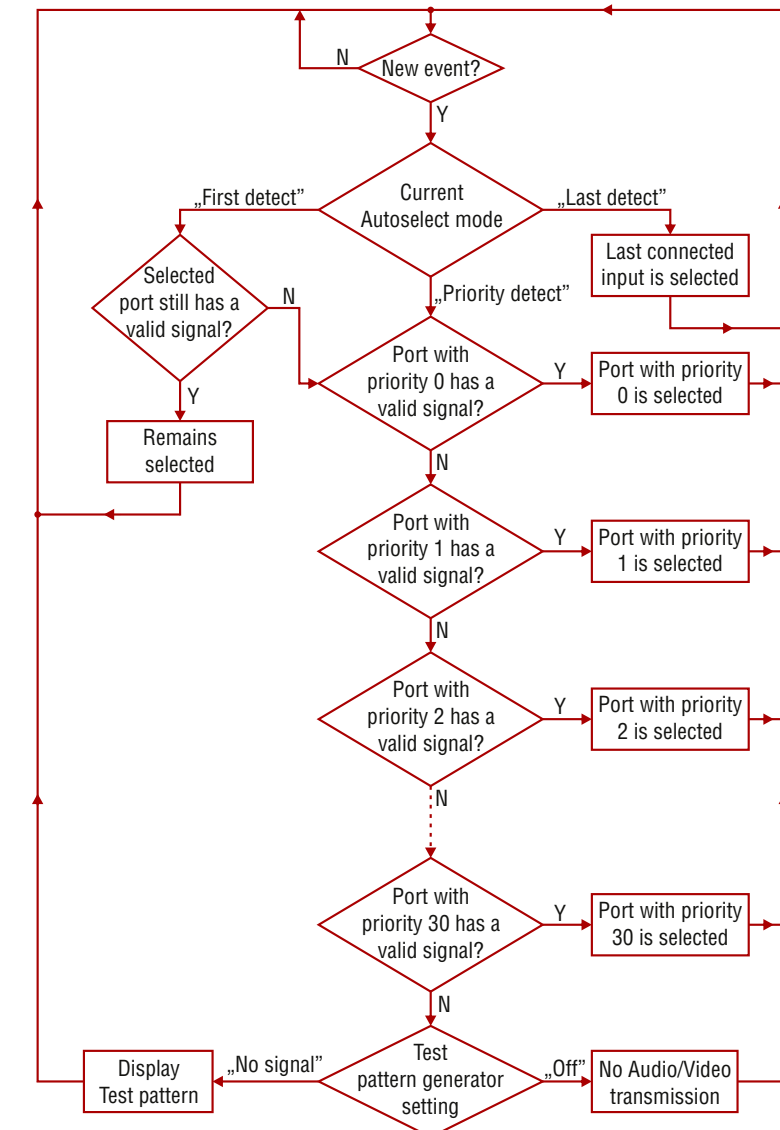 N
New event?
Y
„First detect”
Current
Autoselect mode
„Last detect”
Last connected
input is selected
Selected
port still has a
valid signal?
N
„Priority detect”
Y
Remains
selected
Port with
priority 0 has a
valid signal?
Y
Port with priority
0 is selected
N
Port with
priority 1 has a
valid signal?
Y
Port with priority
1 is selected
N
Port with
priority 2 has a
valid signal?
Y
Port with priority
2 is selected
N
Port with
priority 30 has a
valid signal?
Y
Port with priority
30 is selected
N
Display
Test pattern
„No signal”
Test
pattern generator
setting
„Off”
No Audio/Video
transmission